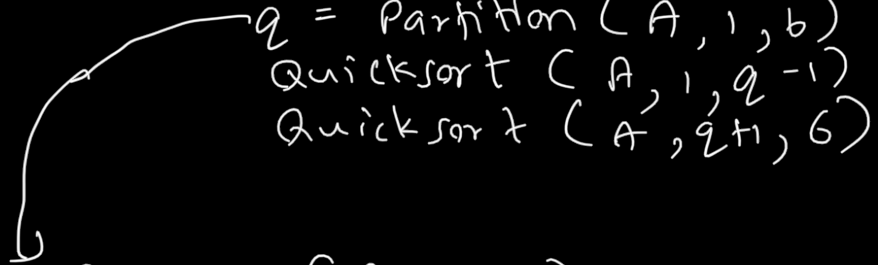 q = Partition (A, 1, 6)
Quicksort (A, 1, q-1)
Quicksort (A, q+1, 6)